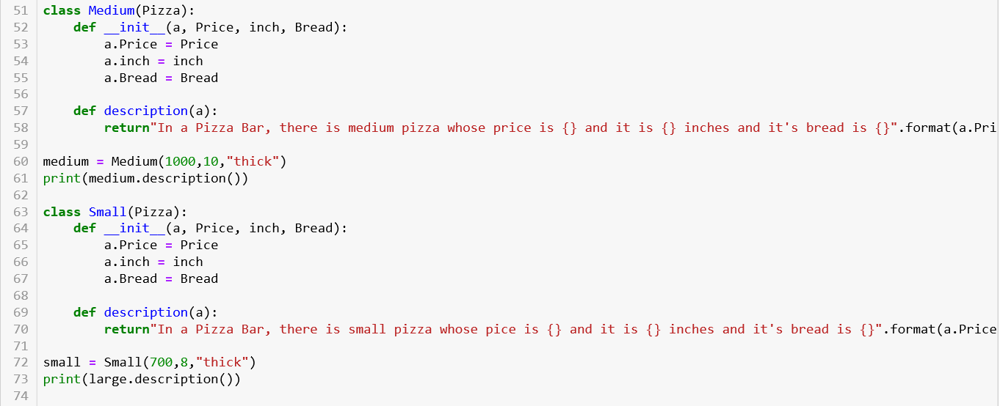 51 class Medium(Pizza):
52     def __init__(a, Price, inch, Bread):
53         a.Price = Price
54         a.inch = inch
55         a.Bread = Bread
56
57     def description(a):
58         return"In a Pizza Bar, there is medium pizza whose price is {} and it is {} inches and it's bread is {}".format(a.Pri
59
60 medium = Medium(1000,10,"thick")
61 print(medium.description())
62
63 class Small(Pizza):
64     def __init__(a, Price, inch, Bread):
65         a.Price = Price
66         a.inch = inch
67         a.Bread = Bread
68
69     def description(a):
70         return"In a Pizza Bar, there is small pizza whose pice is {} and it is {} inches and it's bread is {}".format(a.Price
71
72 small = Small(700,8,"thick")
73 print(large.description())
74